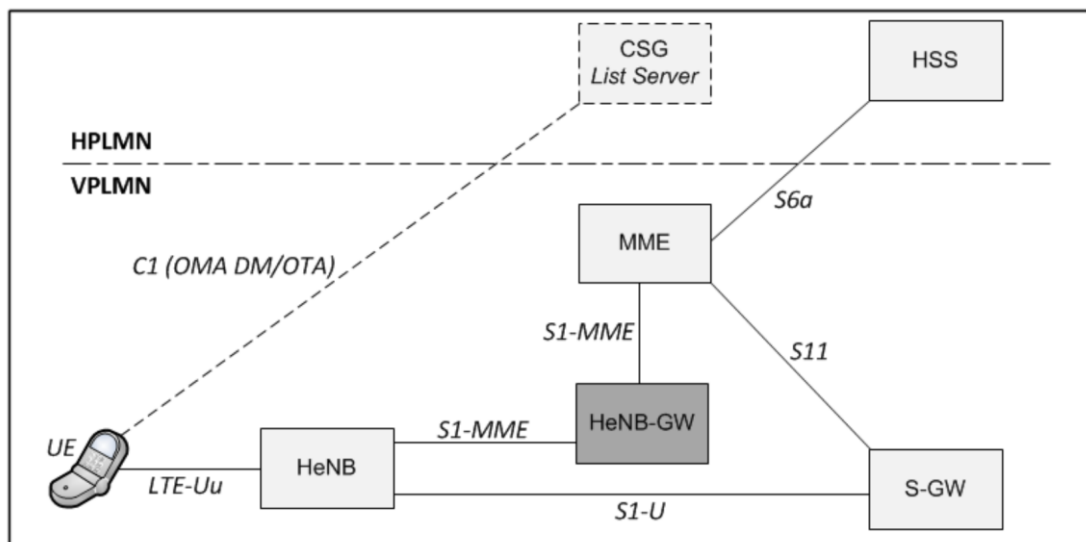 CSG
List Server
HSS
HPLMN
VPLMN
S6a
MME
C1 (OMA DM/OTA)
S1-MME
S11
HeNB-GW
S1-MME
UE
HeNB
LTE-Uu
S-GW
S1-U